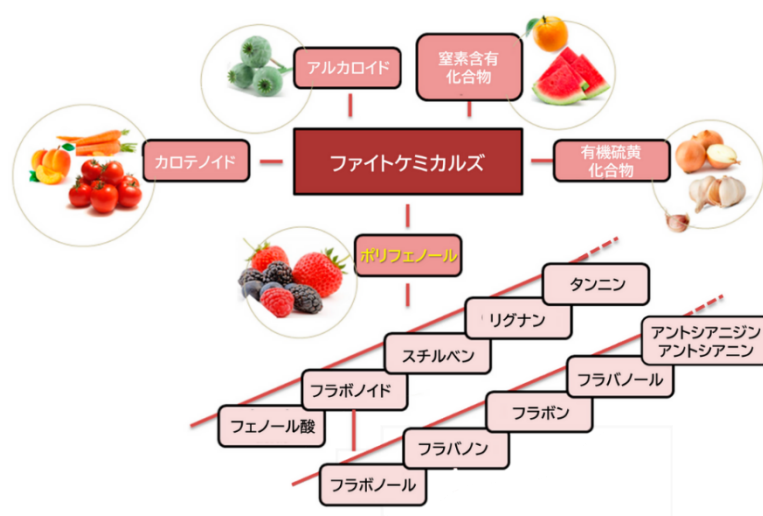 アルカロイド
窒素含有
化合物
カロテノイド
ファイトケミカルズ
有機硫黄
化合物
ポリフェノール
タンニン
リグナン
スチルベン
フラボノイド
フェノール酸
アントシアニジン
アントシアニン
フラバノール
フラボン
フラバノン
フラボノール